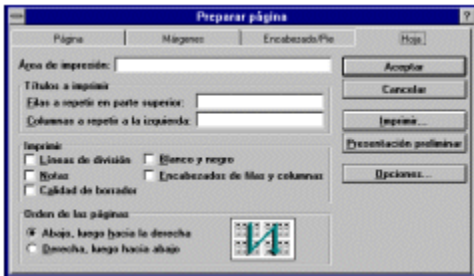 Preparar página
?
Página Márgenes Encabezado/Pie Hoja
Área de impresión:
Aceptar
Títulos a imprimir
Cancelar
Filas a repetir en parte superior:
Columnas a repetir a la izquierda:
Imprimir...
Imprimir
Presentación preliminar
Líneas de división
Blanco y negro
Notas
Encabezados de filas y columnas
Opciones...
Calidad de borrador
Orden de las páginas
Abajo, luego hacia la derecha
Derecha, luego hacia abajo